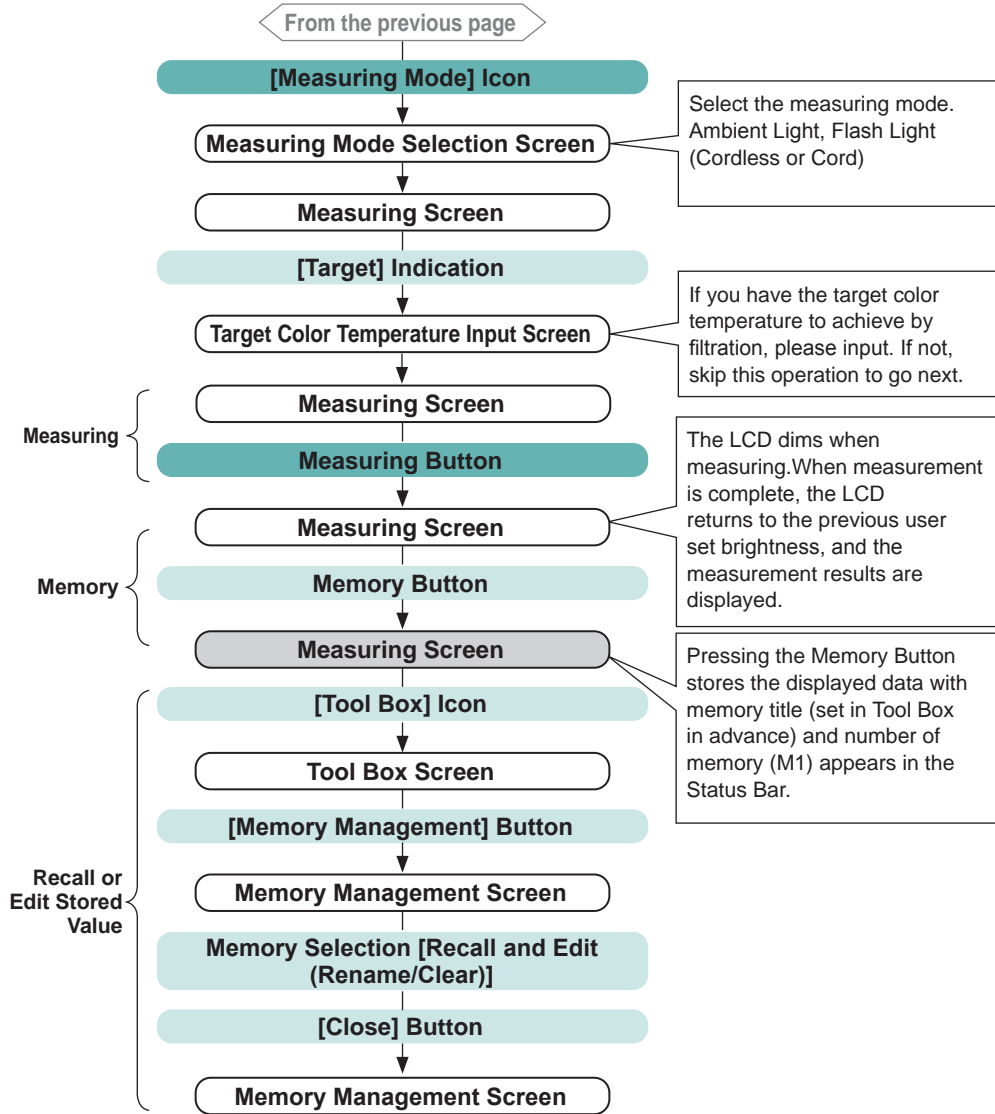 From the previous page
[Measuring Mode] Icon
Select the measuring mode.
Ambient Light, Flash Light
(Cordless or Cord)
Measuring Mode Selection Screen
Measuring Screen
[Target] Indication
If you have the target color
temperature to achieve by
filtration, please input. If not,
skip this operation to go next.
Target Color Temperature Input Screen
Measuring
Measuring Screen
Measuring Button
The LCD dims when
measuring.When measurement
is complete, the LCD
returns to the previous user
set brightness, and the
measurement results are
displayed.
Memory
Measuring Screen
Memory Button
Measuring Screen
Pressing the Memory Button
stores the displayed data with
memory title (set in Tool Box
in advance) and number of
memory (M1) appears in the
Status Bar.
Recall or
Edit Stored
Value
[Tool Box] Icon
Tool Box Screen
[Memory Management] Button
Memory Management Screen
Memory Selection [Recall and Edit
(Rename/Clear)]
[Close] Button
Memory Management Screen